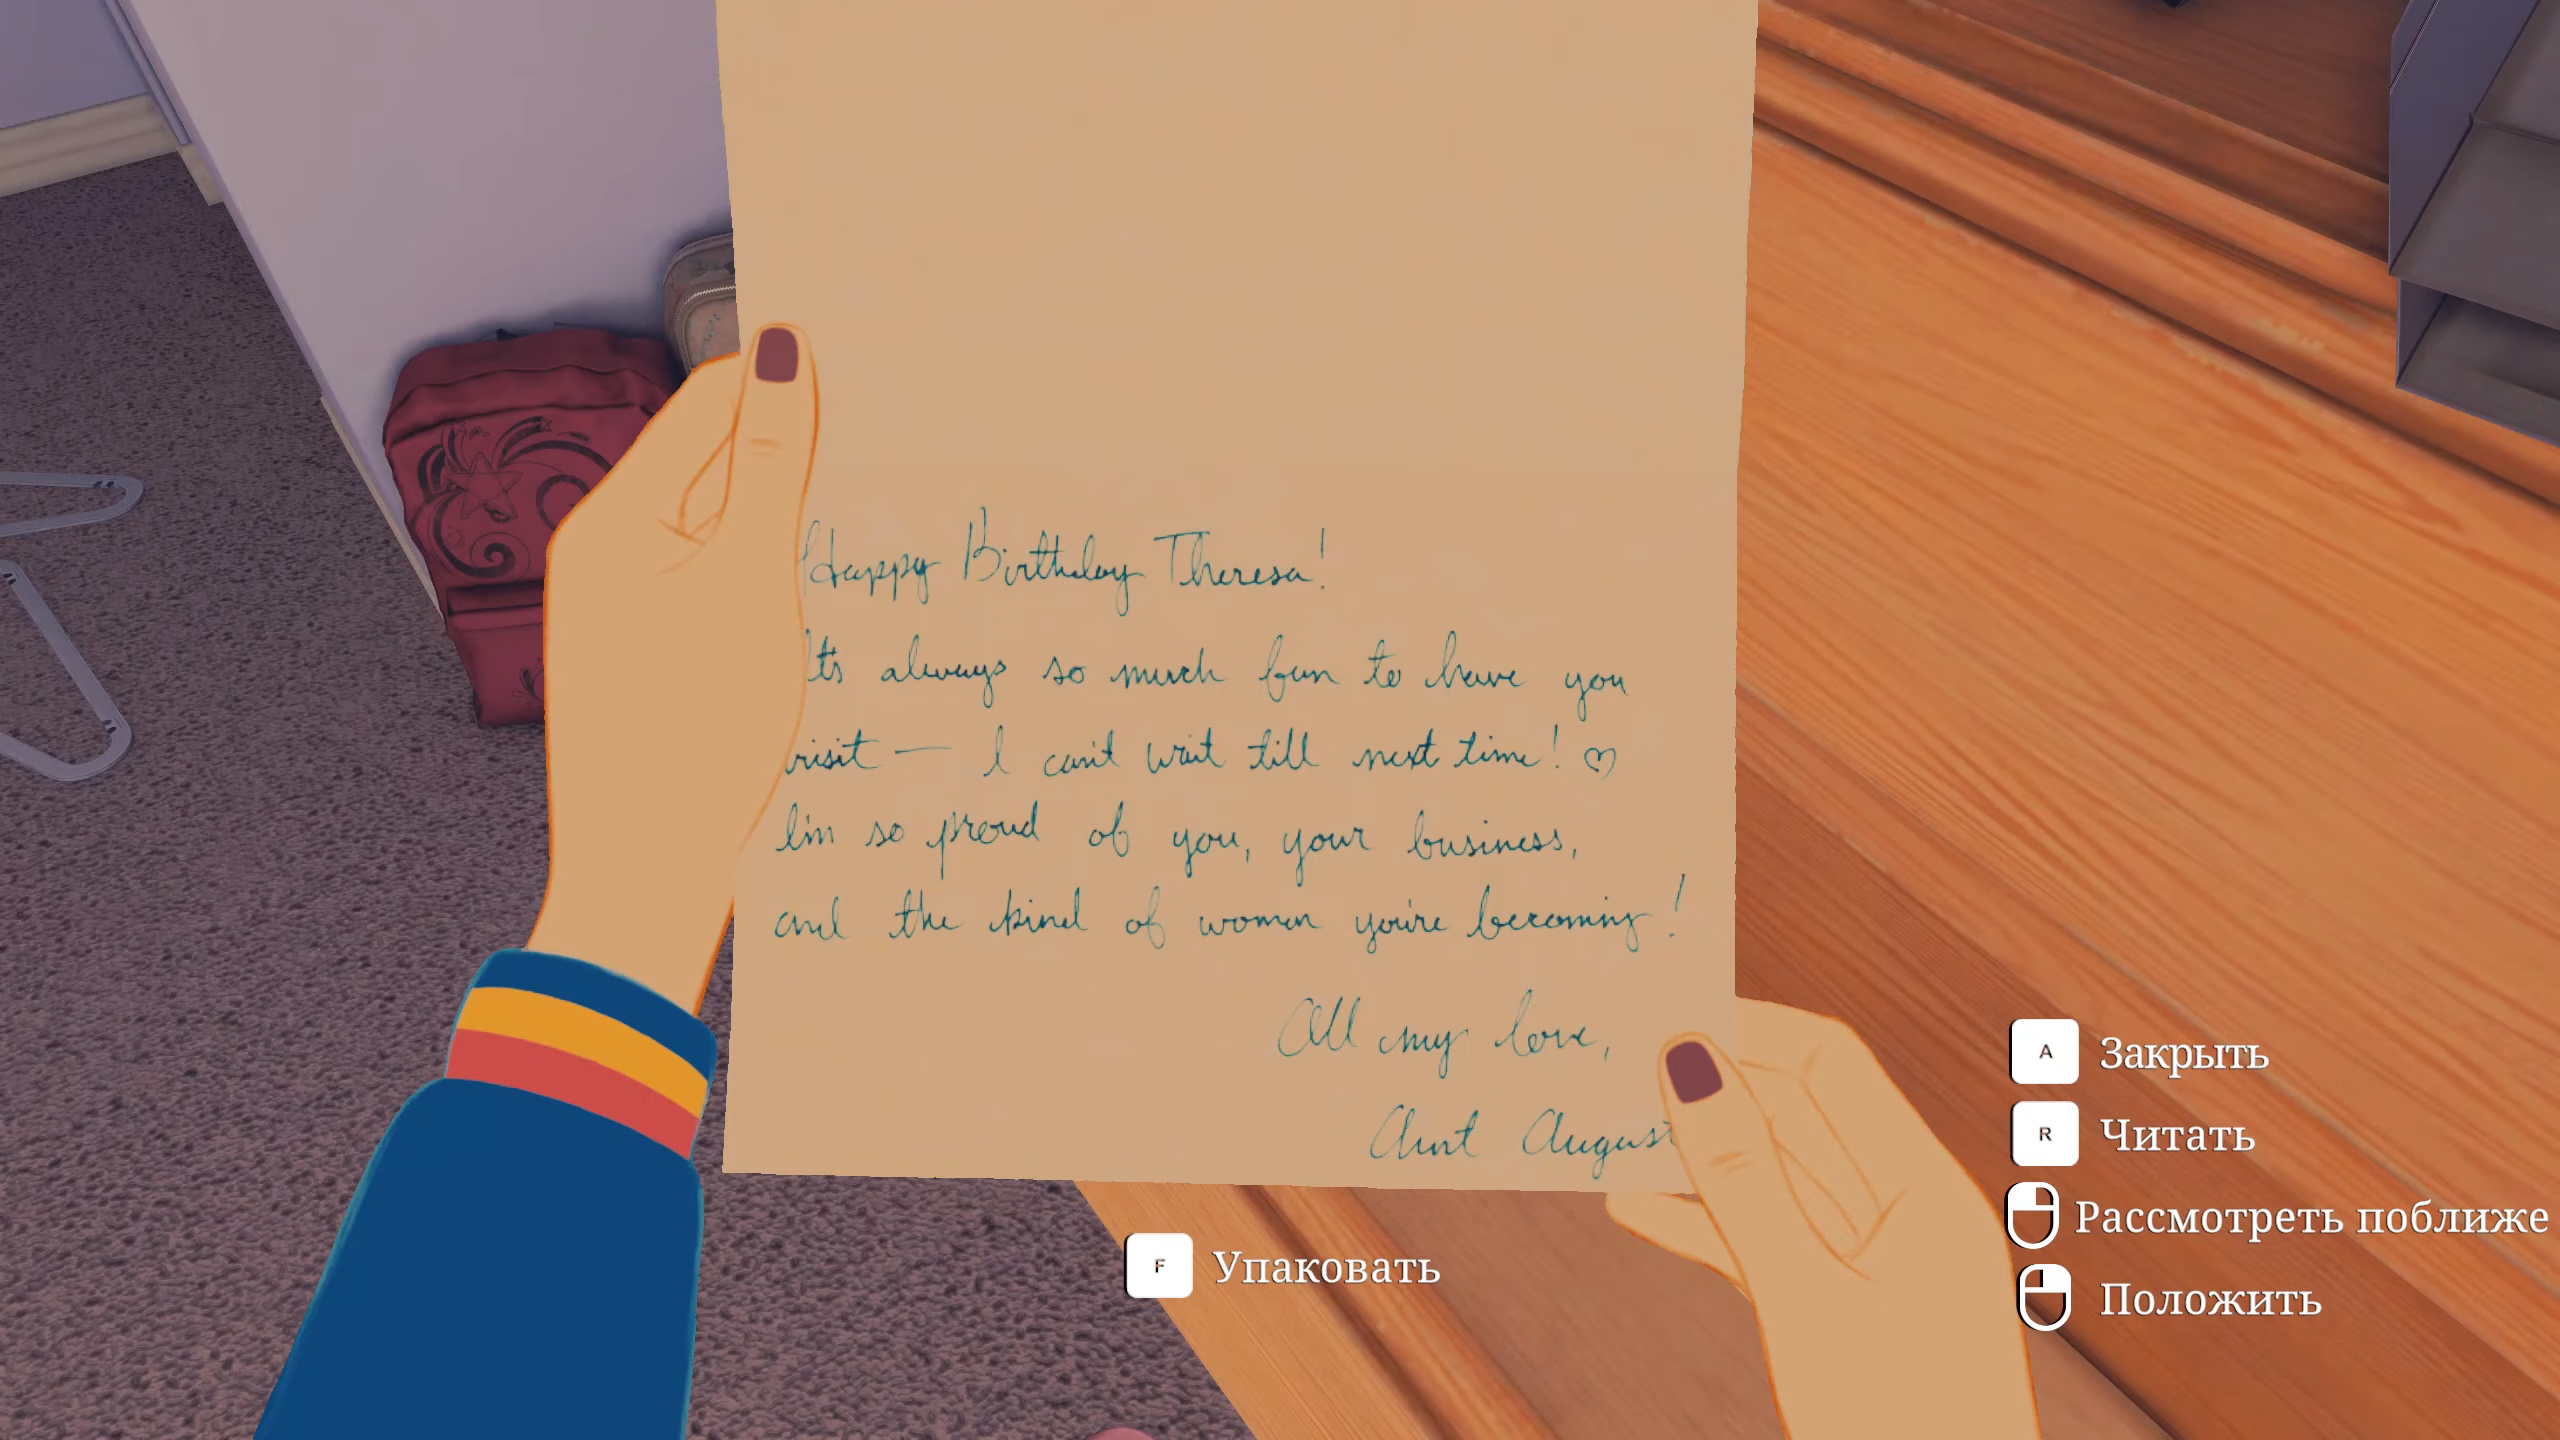 Happy Birthday Theresa!
It's always so much fun to have you
visit — I can't wait till next time! ♡
I'm so proud of you, your business,
and the kind of woman you're becoming!
All my love,
Aunt August
A Закрыть
R Читать
Рассмотреть поближе
Положить
F Упаковать